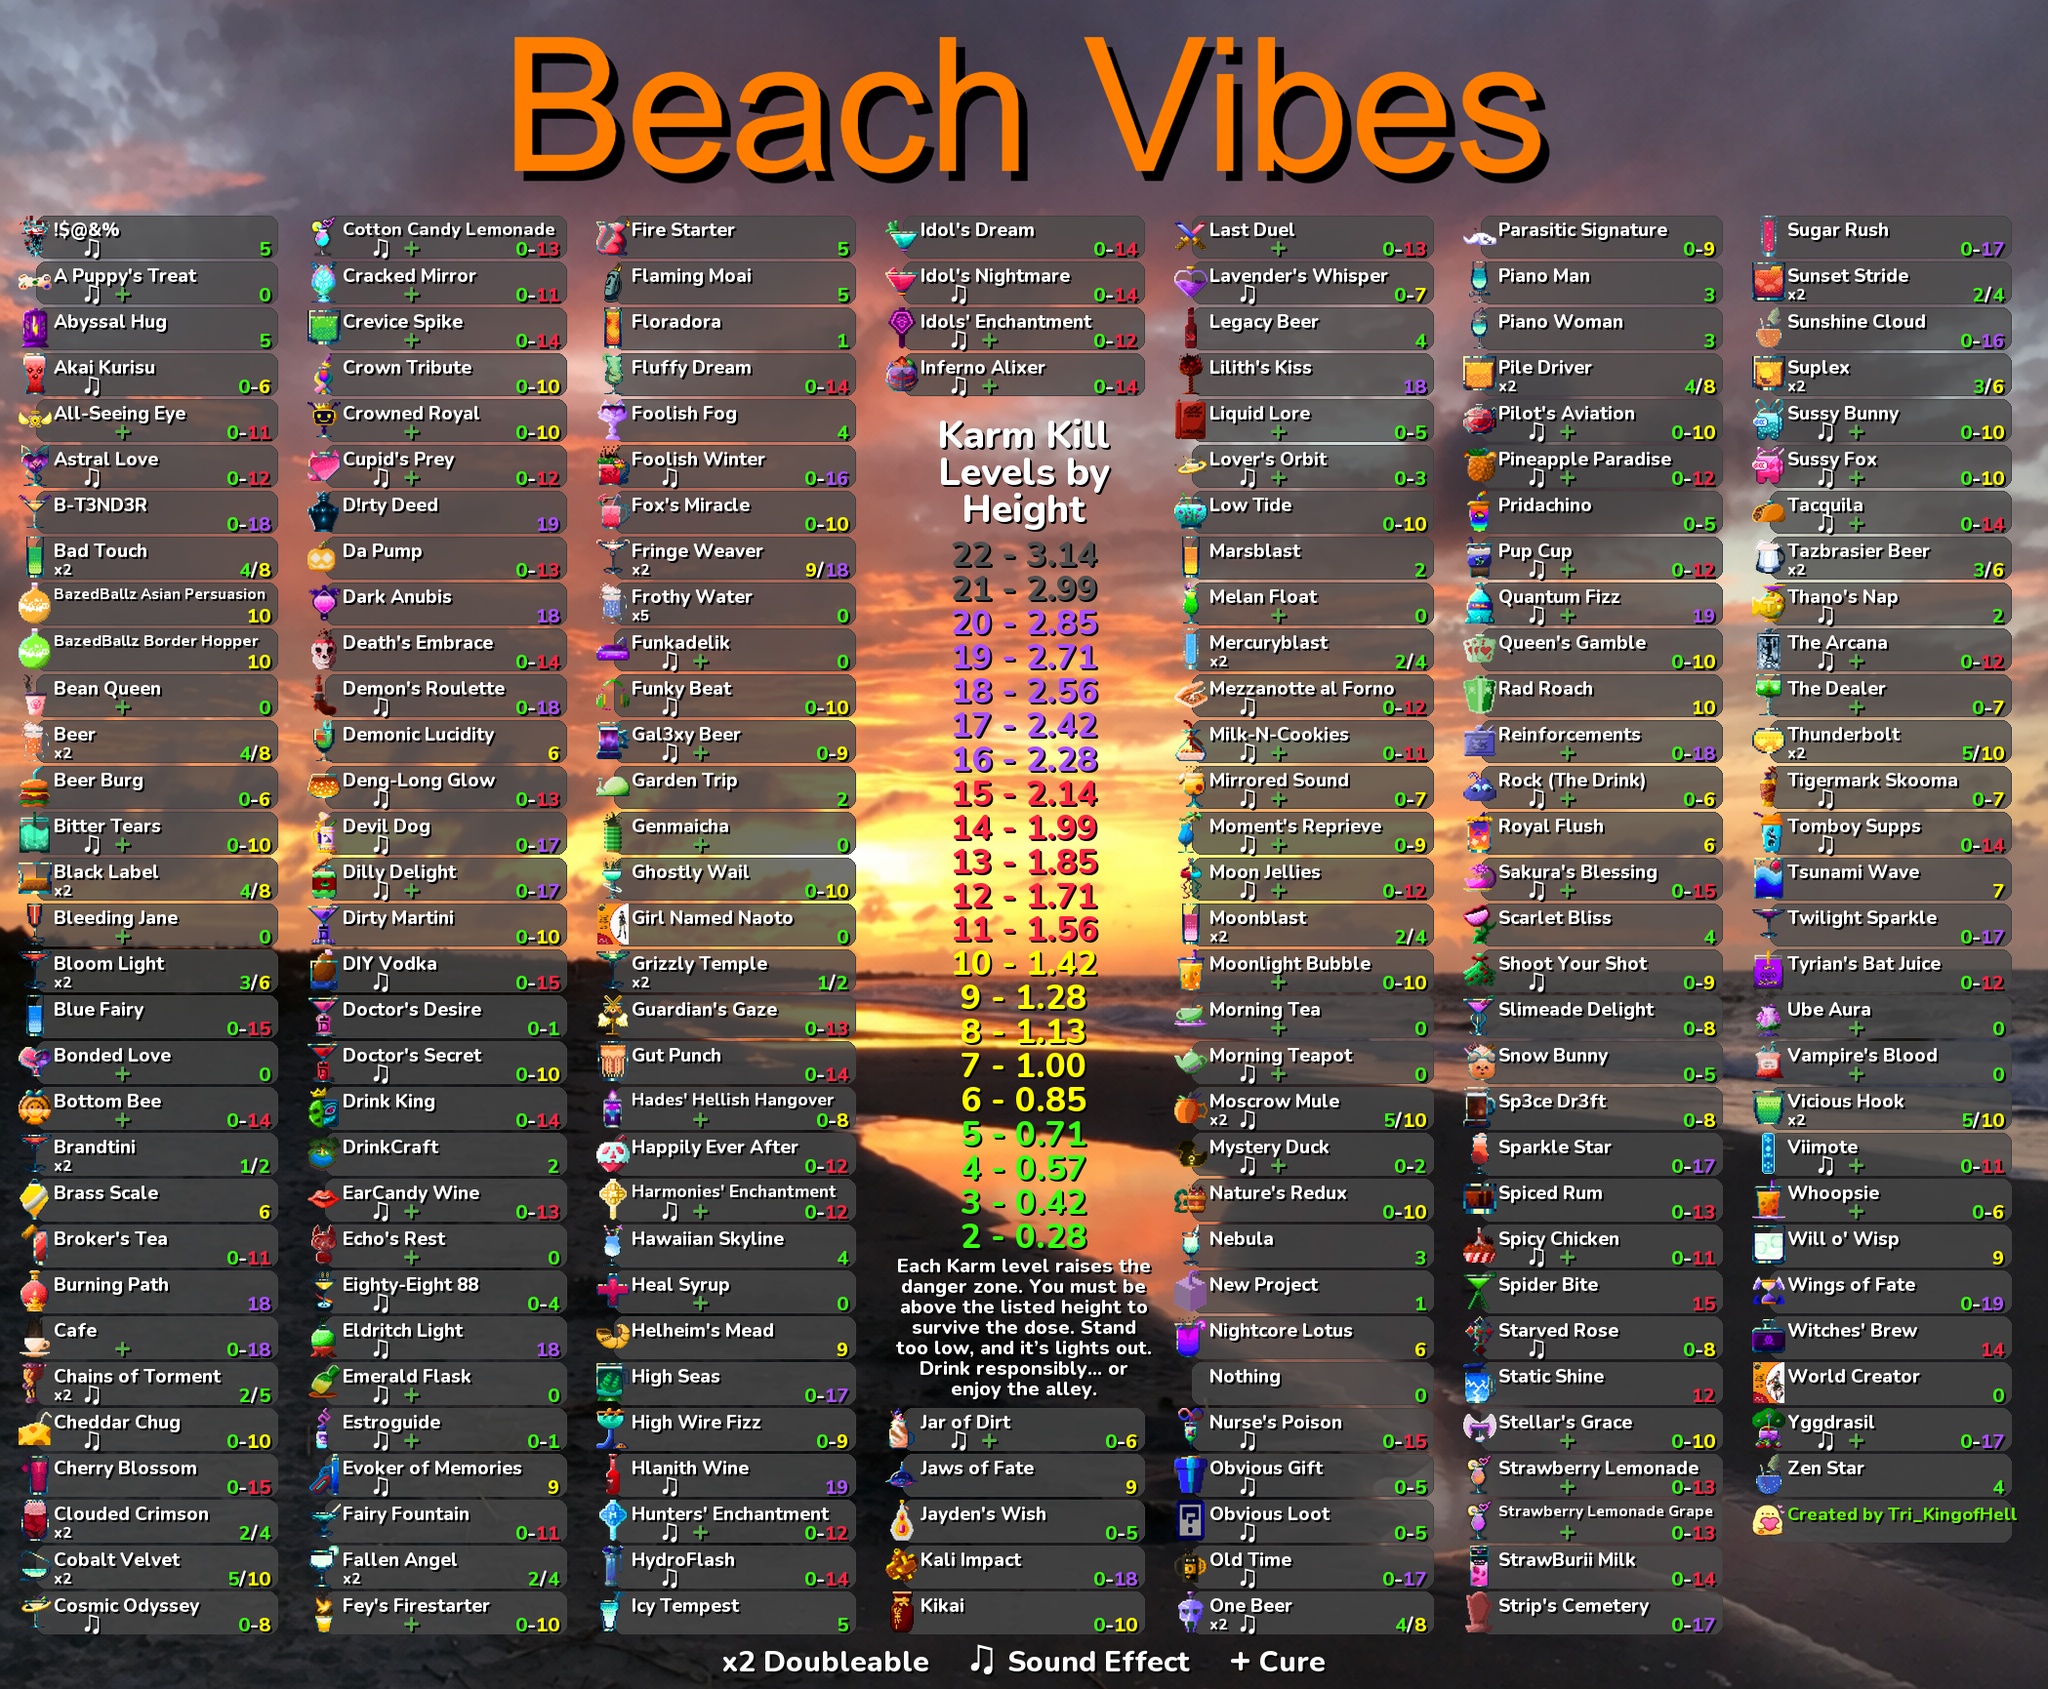 Beach Vibes
!$@&%
♫
5
A Puppy's Treat
♫ +
0
Abyssal Hug
5
Akai Kurisu
♫
0-6
All-Seeing Eye
+
0-11
Astral Love
♫
0-12
B-T3ND3R
0-18
Bad Touch
x2
4/8
BazedBallz Asian Persuasion
10
BazedBallz Border Hopper
10
Bean Queen
+
0
Beer
x2
4/8
Beer Burg
0-6
Bitter Tears
♫ +
0-10
Black Label
x2
4/8
Bleeding Jane
+
0
Bloom Light
x2
3/6
Blue Fairy
0-15
Bonded Love
+
0
Bottom Bee
+
0-14
Brandtini
x2
1/2
Brass Scale
6
Broker's Tea
0-11
Burning Path
18
Cafe
+
0-18
Chains of Torment
x2 ♫
2/5
Cheddar Chug
♫
0-10
Cherry Blossom
0-15
Clouded Crimson
x2
2/4
Cobalt Velvet
x2
5/10
Cosmic Odyssey
♫
0-8
Cotton Candy Lemonade
♫ +
0-13
Cracked Mirror
+
0-11
Crevice Spike
+
0-14
Crown Tribute
0-10
Crowned Royal
+
0-10
Cupid's Prey
♫ +
0-12
D!rty Deed
19
Da Pump
0-13
Dark Anubis
18
Death's Embrace
0-14
Demon's Roulette
♫
0-18
Demonic Lucidity
6
Deng-Long Glow
♫
0-13
Devil Dog
♫
0-17
Dilly Delight
♫ +
0-17
Dirty Martini
0-10
DIY Vodka
♫
0-15
Doctor's Desire
0-1
Doctor's Secret
♫
0-10
Drink King
0-14
DrinkCraft
2
EarCandy Wine
♫ +
0-13
Echo's Rest
+
0
Eighty-Eight 88
♫
0-4
Eldritch Light
♫
18
Emerald Flask
♫ +
0
Estroguide
♫ +
0-1
Evoker of Memories
♫
9
Fairy Fountain
0-11
Fallen Angel
x2
2/4
Fey's Firestarter
+
0-10
Fire Starter
5
Flaming Moai
5
Floradora
1
Fluffy Dream
0-14
Foolish Fog
4
Foolish Winter
♫
0-16
Fox's Miracle
0-10
Fringe Weaver
x2
9/18
Frothy Water
x5
0
Funkadelik
♫ +
0
Funky Beat
♫
0-10
Gal3xy Beer
♫ +
0-9
Garden Trip
2
Genmaicha
+
0
Ghostly Wail
0-10
Girl Named Naoto
0
Grizzly Temple
x2
1/2
Guardian's Gaze
0-13
Gut Punch
0-14
Hades' Hellish Hangover
+
0-8
Happily Ever After
0-12
Harmonies' Enchantment
♫ +
0-12
Hawaiian Skyline
4
Heal Syrup
+
0
Helheim's Mead
9
High Seas
0-17
High Wire Fizz
0-9
Hlanith Wine
19
Hunters' Enchantment
♫ +
0-12
HydroFlash
♫
0-14
Icy Tempest
5
Idol's Dream
0-14
Idol's Nightmare
♫
0-14
Idols' Enchantment
♫ +
0-12
Inferno Alixer
♫ +
0-14
Karm Kill
Levels by
Height
22 - 3.14
21 - 2.99
20 - 2.85
19 - 2.71
18 - 2.56
17 - 2.42
16 - 2.28
15 - 2.14
14 - 1.99
13 - 1.85
12 - 1.71
11 - 1.56
10 - 1.42
9 - 1.28
8 - 1.13
7 - 1.00
6 - 0.85
5 - 0.71
4 - 0.57
3 - 0.42
2 - 0.28
Each Karm level raises the
danger zone. You must be
above the listed height to
survive the dose. Stand
too low, and it's lights out.
Drink responsibly... or
enjoy the alley.
Jar of Dirt
♫ +
0-6
Jaws of Fate
9
Jayden's Wish
0-5
Kali Impact
0-18
Kikai
0-10
Last Duel
+
0-13
Lavender's Whisper
♫
0-7
Legacy Beer
4
Lilith's Kiss
18
Liquid Lore
+
0-5
Lover's Orbit
♫ +
0-3
Low Tide
0-10
Marsblast
2
Melan Float
+
0
Mercuryblast
x2
2/4
Mezzanotte al Forno
♫
0-12
Milk-N-Cookies
♫ +
0-11
Mirrored Sound
♫ +
0-7
Moment's Reprieve
♫ +
0-9
Moon Jellies
♫ +
0-12
Moonblast
x2
2/4
Moonlight Bubble
+
0-10
Morning Tea
+
0
Morning Teapot
♫ +
0
Moscrow Mule
x2 ♫
5/10
Mystery Duck
♫ +
0-2
Nature's Redux
0-10
Nebula
3
New Project
1
Nightcore Lotus
6
Nothing
0
Nurse's Poison
♫
0-15
Obvious Gift
♫
0-5
Obvious Loot
♫
0-5
Old Time
♫
0-17
One Beer
x2 ♫
4/8
Parasitic Signature
0-9
Piano Man
3
Piano Woman
3
Pile Driver
x2
4/8
Pilot's Aviation
♫ +
0-10
Pineapple Paradise
♫ +
0-12
Pridachino
0-5
Pup Cup
♫ +
0-12
Quantum Fizz
♫ +
19
Queen's Gamble
0-10
Rad Roach
10
Reinforcements
+
0-18
Rock (The Drink)
♫ +
0-6
Royal Flush
6
Sakura's Blessing
♫ +
0-15
Scarlet Bliss
4
Shoot Your Shot
♫
0-9
Slimeade Delight
0-8
Snow Bunny
0-5
Sp3ce Dr3ft
0-8
Sparkle Star
0-17
Spiced Rum
0-13
Spicy Chicken
♫ +
0-11
Spider Bite
15
Starved Rose
♫
0-8
Static Shine
12
Stellar's Grace
+
0-10
Strawberry Lemonade
+
0-13
Strawberry Lemonade Grape
+
0-13
StrawBurii Milk
0-14
Strip's Cemetery
0-17
Sugar Rush
0-17
Sunset Stride
x2
2/4
Sunshine Cloud
0-16
Suplex
x2
3/6
Sussy Bunny
♫ +
0-10
Sussy Fox
♫ +
0-10
Tacquila
♫ +
0-14
Tazbrasier Beer
x2
3/6
Thano's Nap
♫
2
The Arcana
♫ +
0-12
The Dealer
+
0-7
Thunderbolt
x2
5/10
Tigermark Skooma
♫
0-7
Tomboy Supps
♫
0-14
Tsunami Wave
7
Twilight Sparkle
0-17
Tyrian's Bat Juice
0-12
Ube Aura
+
0
Vampire's Blood
+
0
Vicious Hook
x2
5/10
Viimote
♫ +
0-11
Whoopsie
+
0-6
Will o' Wisp
9
Wings of Fate
0-19
Witches' Brew
14
World Creator
0
Yggdrasil
♫ +
0-17
Zen Star
4
Created by Tri_KingofHell
x2 Doubleable ♫ Sound Effect + Cure